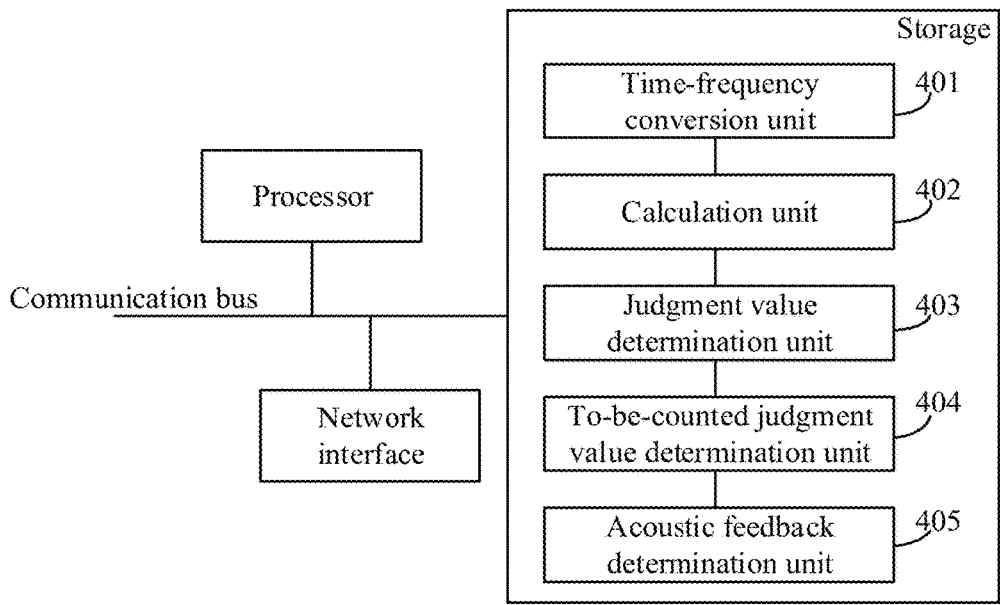 Storage
Time-frequency
conversion unit
401
Calculation unit
402
Judgment value
determination unit
403
To-be-counted judgment
value determination unit
404
Acoustic feedback
determination unit
405
Processor
Communication bus
Network
interface